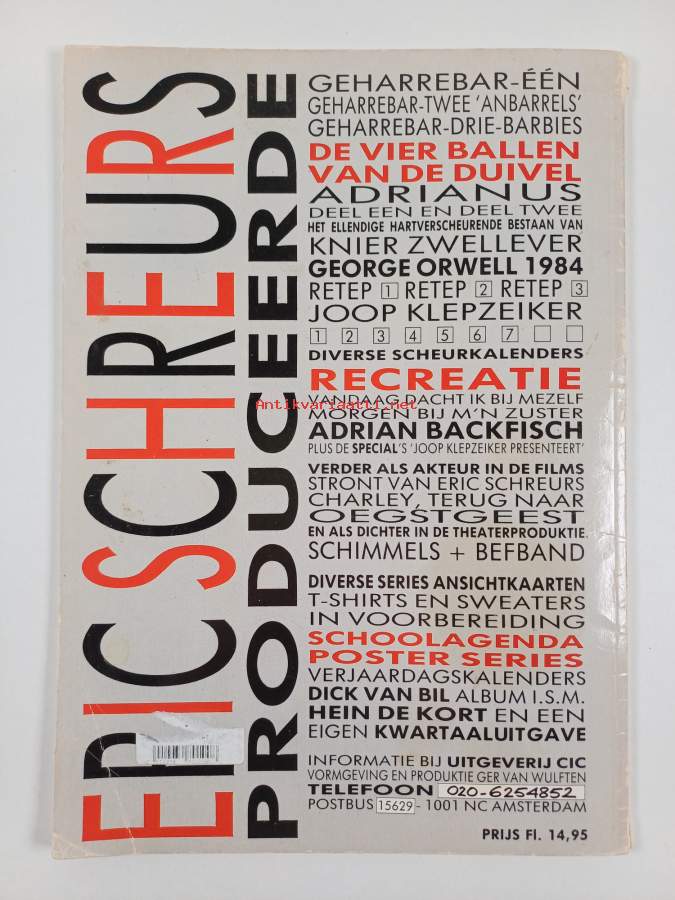 ERIC SCHREURS
PRODUCEERDE
GEHARREBAR-ÉÉN
GEHARREBAR-TWEE 'ANBARRELS'
GEHARREBAR-DRIE-BARBIES
DE VIER BALLEN
VAN DE DUIVEL
ADRIANUS
DEEL EEN EN DEEL TWEE
HET ELLENDIGE HARTVERSCHEURENDE BESTAAN VAN
KNIER ZWELLEVER
GEORGE ORWELL 1984
RETEP 1 RETEP 2 RETEP 3
JOOP KLEPZEIKER
1 2 3 4 5 6 7
DIVERSE SCHEURKALENDERS
RECREATIE
VANDAAG DACHT IK BIJ MEZELF
Antikvariaatti.net
MORGEN BIJ M'N ZUSTER
ADRIAN BACKFISCH
PLUS DE SPECIAL'S 'JOOP KLEPZEIKER PRESENTEERT'
VERDER ALS AKTEUR IN DE FILMS
STRONT VAN ERIC SCHREURS
CHARLEY, TERUG NAAR
OEGSTGEEST
EN ALS DICHTER IN DE THEATERPRODUKTIE
SCHIMMELS + BEFBAND
DIVERSE SERIES ANSICHTKAARTEN
T-SHIRTS EN SWEATERS
IN VOORBEREIDING
SCHOOLAGENDA
POSTER SERIES
VERJAARDAGSKALENDERS
DICK VAN BIL ALBUM I.S.M.
HEIN DE KORT EN EEN
EIGEN KWARTAALUITGAVE
INFORMATIE BIJ UITGEVERIJ CIC
VORMGEVING EN PRODUKTIE GER VAN WULFTEN
TELEFOON 020-6254852
POSTBUS 15629 - 1001 NC AMSTERDAM
PRIJS Fl. 14,95